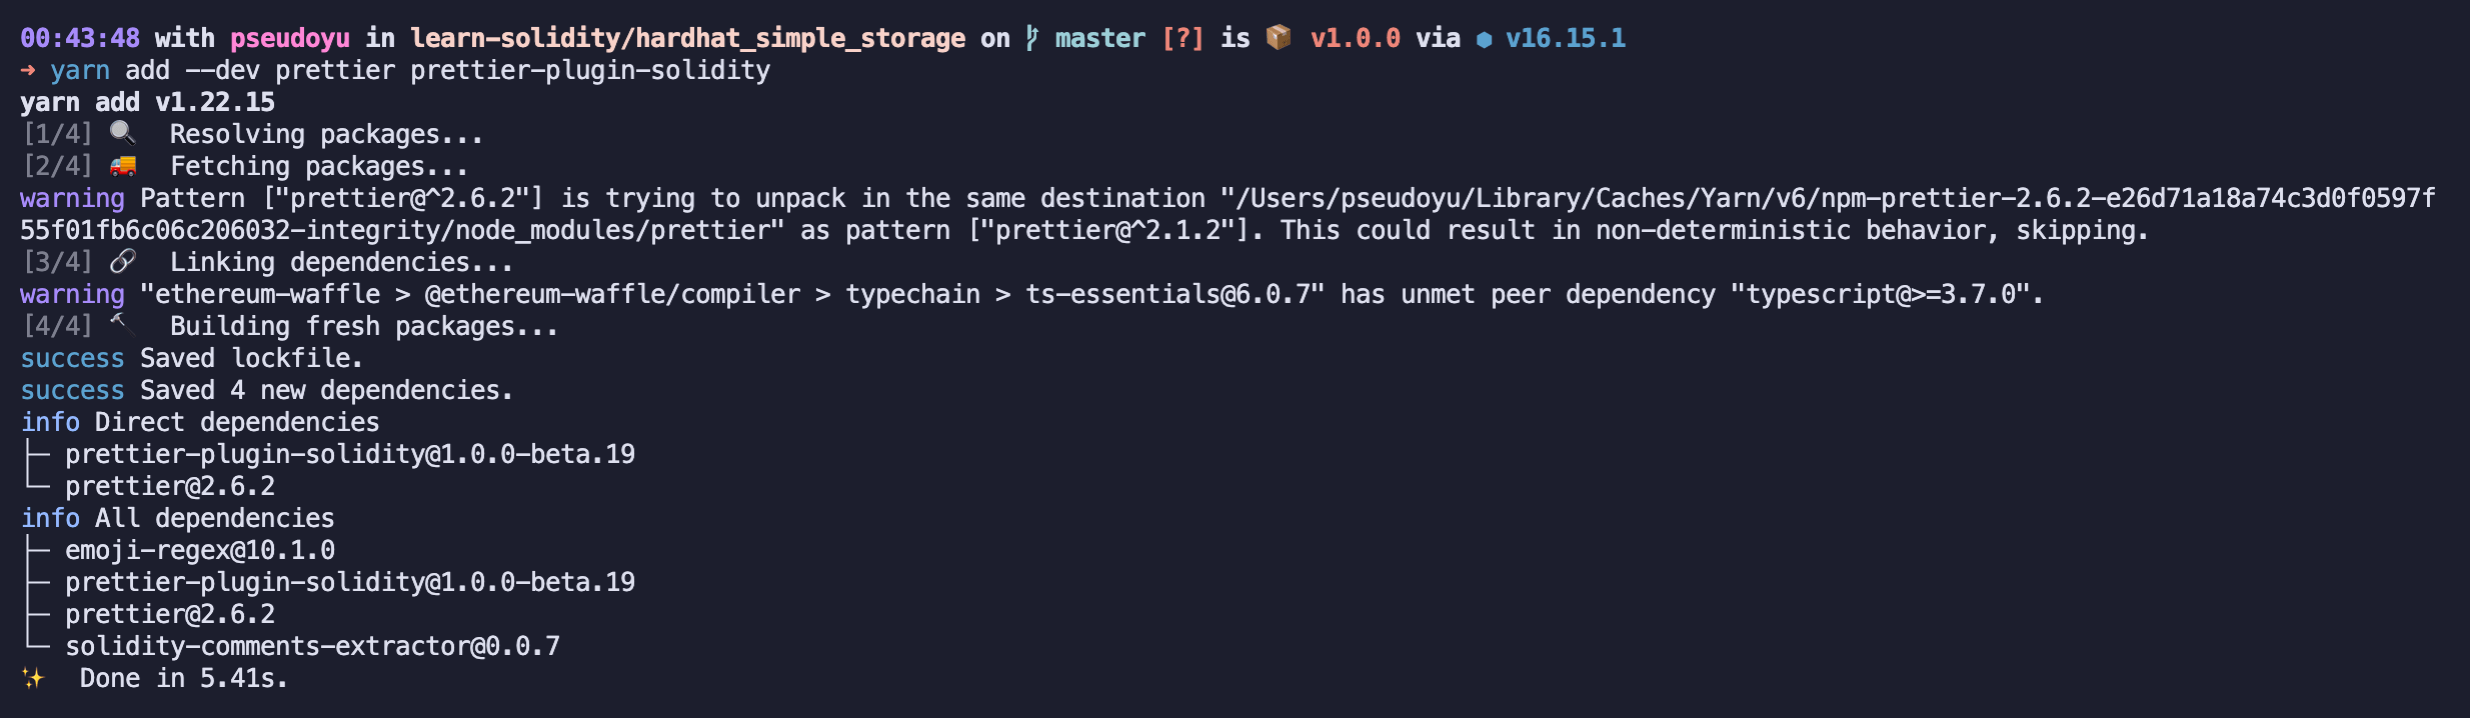 00:43:48 with pseudoyu in learn-solidity/hardhat_simple_storage on master [?] is 📦 v1.0.0 via ⬢ v16.15.1
➜ yarn add --dev prettier prettier-plugin-solidity
yarn add v1.22.15
[1/4] 🔍 Resolving packages...
[2/4] 🚚 Fetching packages...
warning Pattern ["prettier@^2.6.2"] is trying to unpack in the same destination "/Users/pseudoyu/Library/Caches/Yarn/v6/npm-prettier-2.6.2-e26d71a18a74c3d0f0597f
55f01fb6c06c206032-integrity/node_modules/prettier" as pattern ["prettier@^2.1.2"]. This could result in non-deterministic behavior, skipping.
[3/4] 🔗 Linking dependencies...
warning "ethereum-waffle > @ethereum-waffle/compiler > typechain > ts-essentials@6.0.7" has unmet peer dependency "typescript@>=3.7.0".
[4/4] 🔨 Building fresh packages...
success Saved lockfile.
success Saved 4 new dependencies.
info Direct dependencies
├─ prettier-plugin-solidity@1.0.0-beta.19
└─ prettier@2.6.2
info All dependencies
├─ emoji-regex@10.1.0
├─ prettier-plugin-solidity@1.0.0-beta.19
├─ prettier@2.6.2
└─ solidity-comments-extractor@0.0.7
✨ Done in 5.41s.